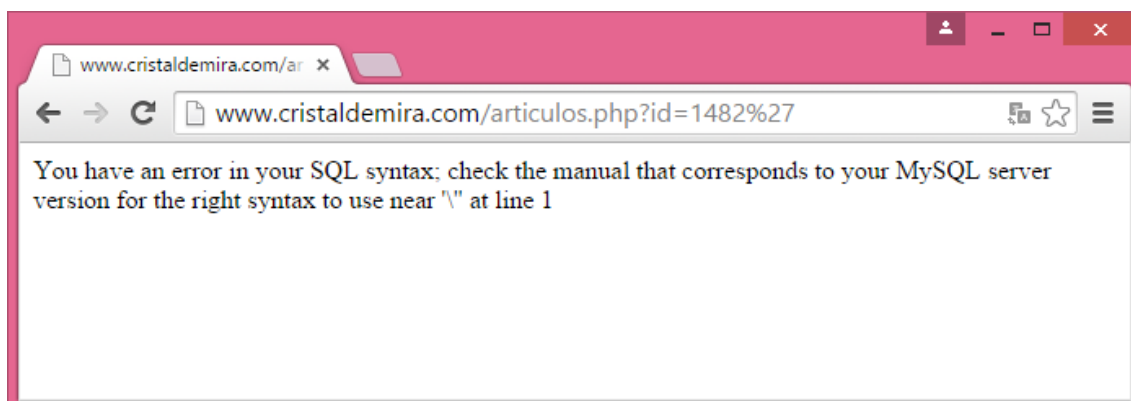 www.cristaldemira.com/ar
www.cristaldemira.com/articulos.php?id=1482%27
You have an error in your SQL syntax; check the manual that corresponds to your MySQL server
version for the right syntax to use near '\'' at line 1